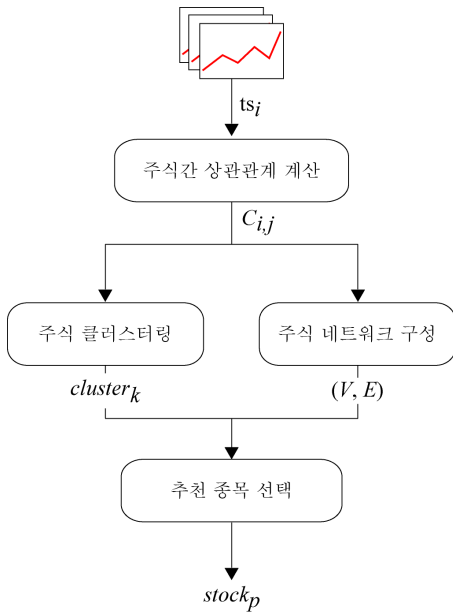 ts_i
주식간 상관관계 계산
C_{i,j}
주식 클러스터링
주식 네트워크 구성
cluster_k
(V, E)
추천 종목 선택
stock_p